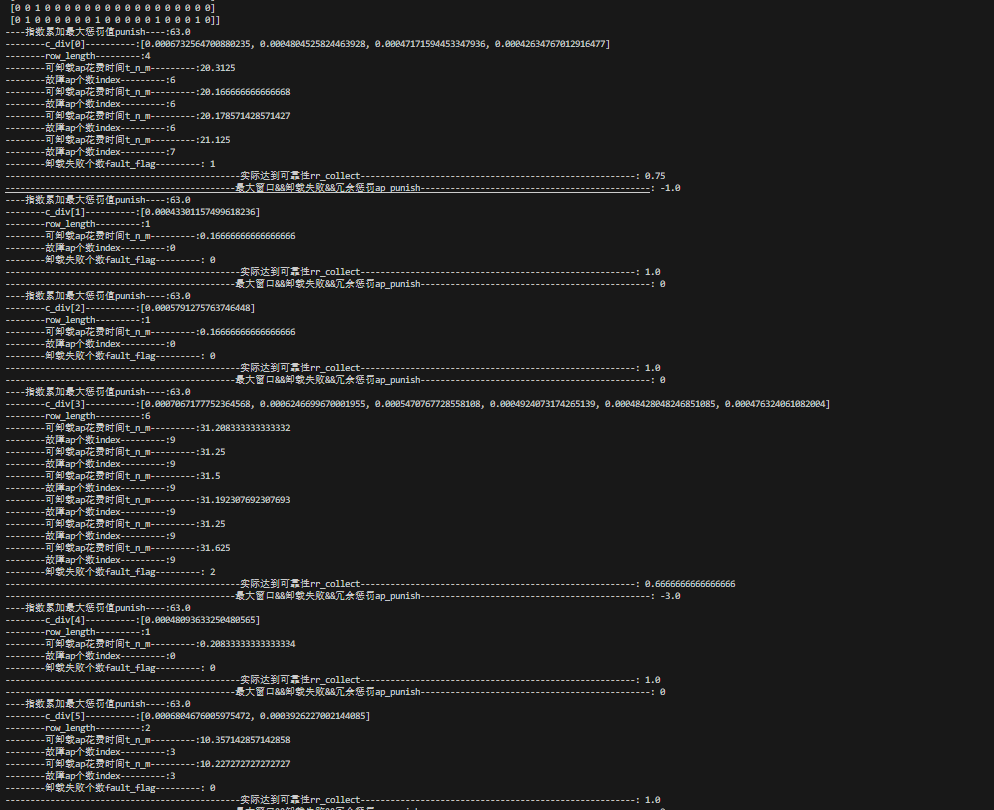 [0 0 1 0 0 0 0 0 0 0 0 0 0 0 0 0 0 0 0 0]
[0 1 0 0 0 0 0 0 1 0 0 0 0 0 1 0 0 0 1 0]]
----指数累加最大惩罚值punish----:63.0
--------c_div[0]----------:[0.0006732564700880235, 0.0004804525824463928, 0.00047171594453347936, 0.00042634767012916477]
--------row_length---------:4
--------可卸载ap花费时间t_n_m---------:20.3125
--------故障ap个数index---------:6
--------可卸载ap花费时间t_n_m---------:20.166666666666668
--------故障ap个数index---------:6
--------可卸载ap花费时间t_n_m---------:20.178571428571427
--------故障ap个数index---------:6
--------可卸载ap花费时间t_n_m---------:21.125
--------故障ap个数index---------:7
--------卸载失败个数fault_flag---------: 1
-----------------------------------------------实际达到可靠性rr_collect-------------------------------------------------------: 0.75
----------------------------------------------最大窗口&&卸载失败&&冗余惩罚ap_punish----------------------------------------------: -1.0
----指数累加最大惩罚值punish----:63.0
--------c_div[1]----------:[0.00043301157499618236]
--------row_length---------:1
--------可卸载ap花费时间t_n_m---------:0.16666666666666666
--------故障ap个数index---------:0
--------卸载失败个数fault_flag---------: 0
-----------------------------------------------实际达到可靠性rr_collect-------------------------------------------------------: 1.0
----------------------------------------------最大窗口&&卸载失败&&冗余惩罚ap_punish----------------------------------------------: 0
----指数累加最大惩罚值punish----:63.0
--------c_div[2]----------:[0.0005791275763746448]
--------row_length---------:1
--------可卸载ap花费时间t_n_m---------:0.16666666666666666
--------故障ap个数index---------:0
--------卸载失败个数fault_flag---------: 0
-----------------------------------------------实际达到可靠性rr_collect-------------------------------------------------------: 1.0
----------------------------------------------最大窗口&&卸载失败&&冗余惩罚ap_punish----------------------------------------------: 0
----指数累加最大惩罚值punish----:63.0
--------c_div[3]----------:[0.0007067177752364568, 0.0006246699670001955, 0.0005470767728558108, 0.0004924073174265139, 0.00048428048246851085, 0.000476324061082004]
--------row_length---------:6
--------可卸载ap花费时间t_n_m---------:31.208333333333332
--------故障ap个数index---------:9
--------可卸载ap花费时间t_n_m---------:31.25
--------故障ap个数index---------:9
--------可卸载ap花费时间t_n_m---------:31.5
--------故障ap个数index---------:9
--------可卸载ap花费时间t_n_m---------:31.192307692307693
--------故障ap个数index---------:9
--------可卸载ap花费时间t_n_m---------:31.25
--------故障ap个数index---------:9
--------可卸载ap花费时间t_n_m---------:31.625
--------故障ap个数index---------:9
--------卸载失败个数fault_flag---------: 2
-----------------------------------------------实际达到可靠性rr_collect-------------------------------------------------------: 0.6666666666666666
----------------------------------------------最大窗口&&卸载失败&&冗余惩罚ap_punish----------------------------------------------: -3.0
----指数累加最大惩罚值punish----:63.0
--------c_div[4]----------:[0.00048093633250480565]
--------row_length---------:1
--------可卸载ap花费时间t_n_m---------:0.20833333333333334
--------故障ap个数index---------:0
--------卸载失败个数fault_flag---------: 0
-----------------------------------------------实际达到可靠性rr_collect-------------------------------------------------------: 1.0
----------------------------------------------最大窗口&&卸载失败&&冗余惩罚ap_punish----------------------------------------------: 0
----指数累加最大惩罚值punish----:63.0
--------c_div[5]----------:[0.0006804676005975472, 0.0003926227002144085]
--------row_length---------:2
--------可卸载ap花费时间t_n_m---------:10.357142857142858
--------故障ap个数index---------:3
--------可卸载ap花费时间t_n_m---------:10.227272727272727
--------故障ap个数index---------:3
--------卸载失败个数fault_flag---------: 0
-----------------------------------------------实际达到可靠性rr_collect-------------------------------------------------------: 1.0